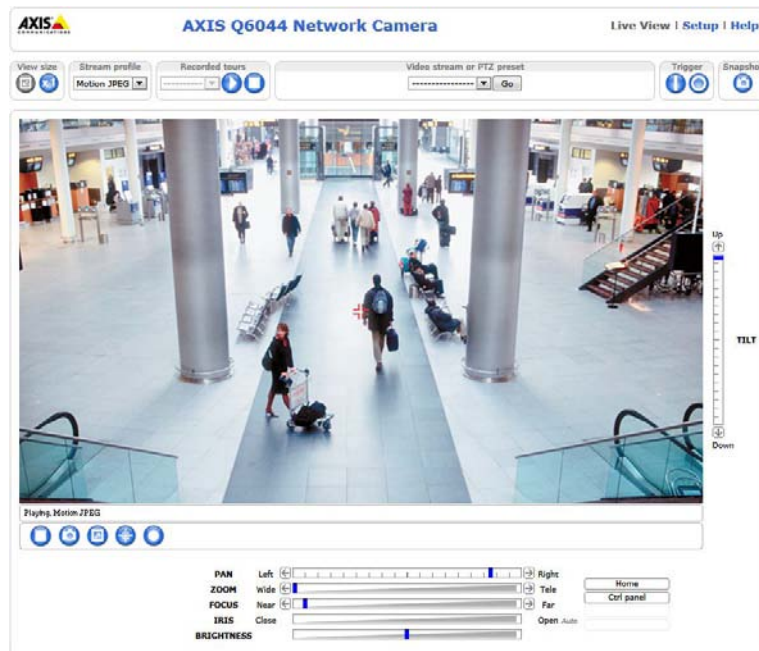 AXIS
COMMUNICATIONS
AXIS Q6044 Network Camera
Live View | Setup | Help
View size
Stream profile
Recorded tours
Video stream or PTZ preset
Trigger
Snapsho
Motion JPEG
-----------
----------------
Go
Up
TILT
Down
Playing, Motion JPEG
PAN Left Right
Home
ZOOM Wide Tele
Ctrl panel
FOCUS Near Far
IRIS Close Open Auto
BRIGHTNESS